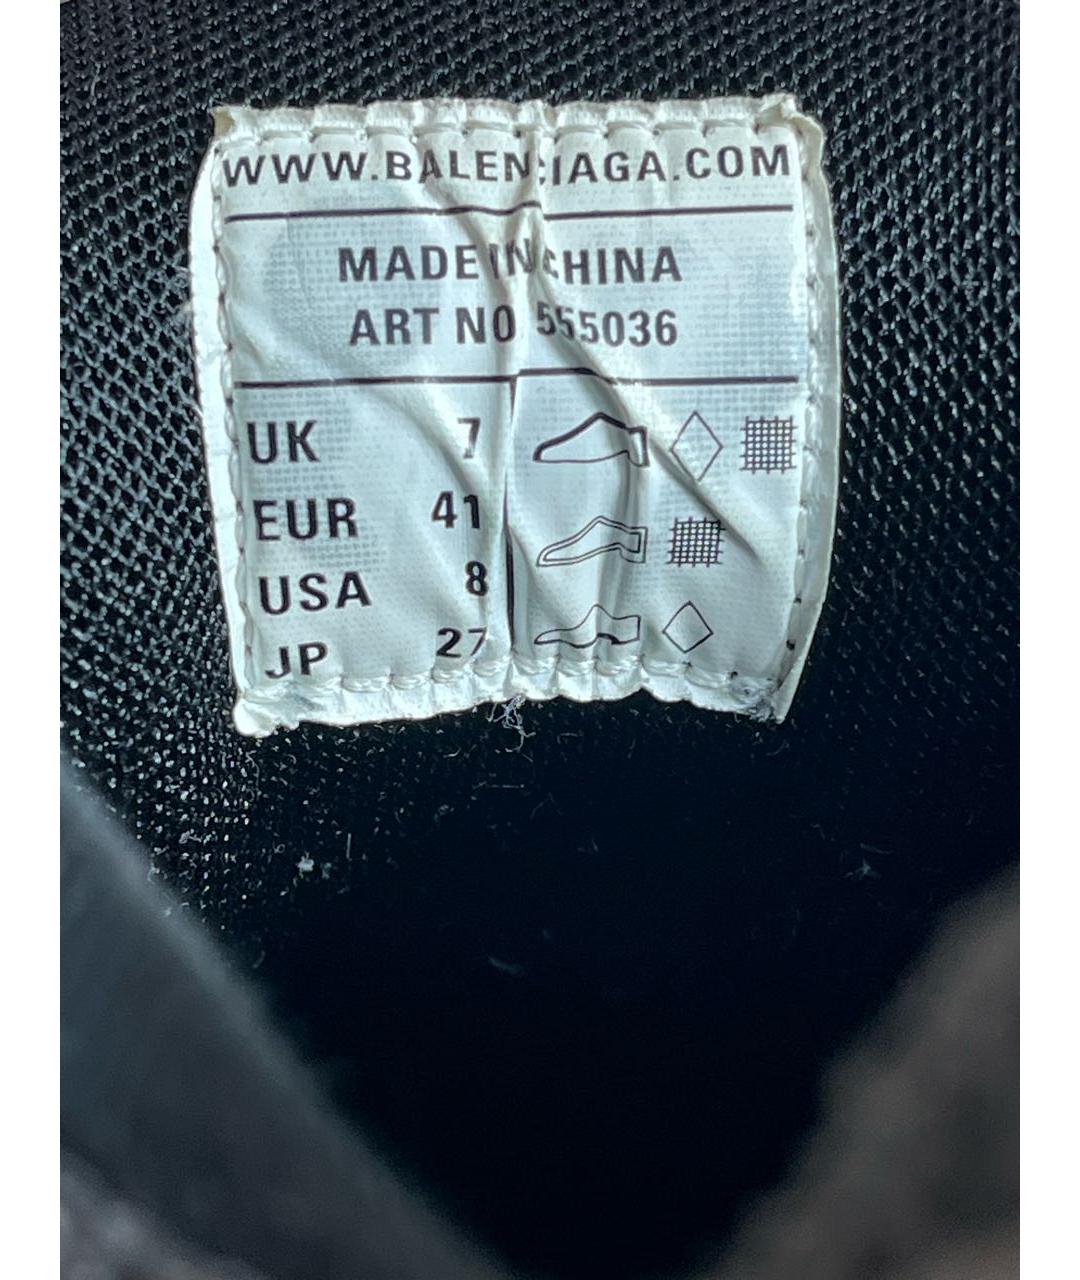 WWW.BALENCIAGA.COM
MADE IN CHINA
ART NO 555036
UK 7
EUR 41
USA 8
JP 27